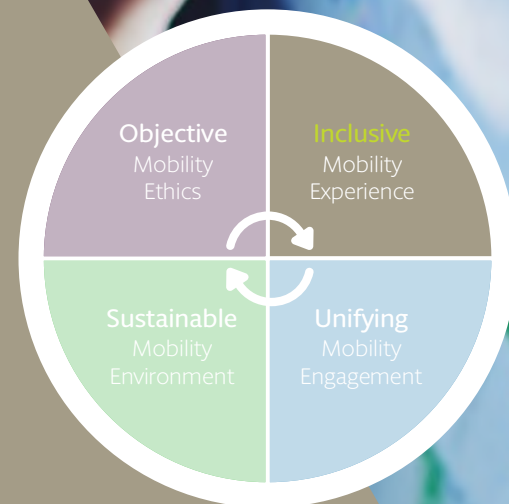 Objective
Mobility
Ethics
Inclusive
Mobility
Experience
Sustainable
Mobility
Environment
Unifying
Mobility
Engagement